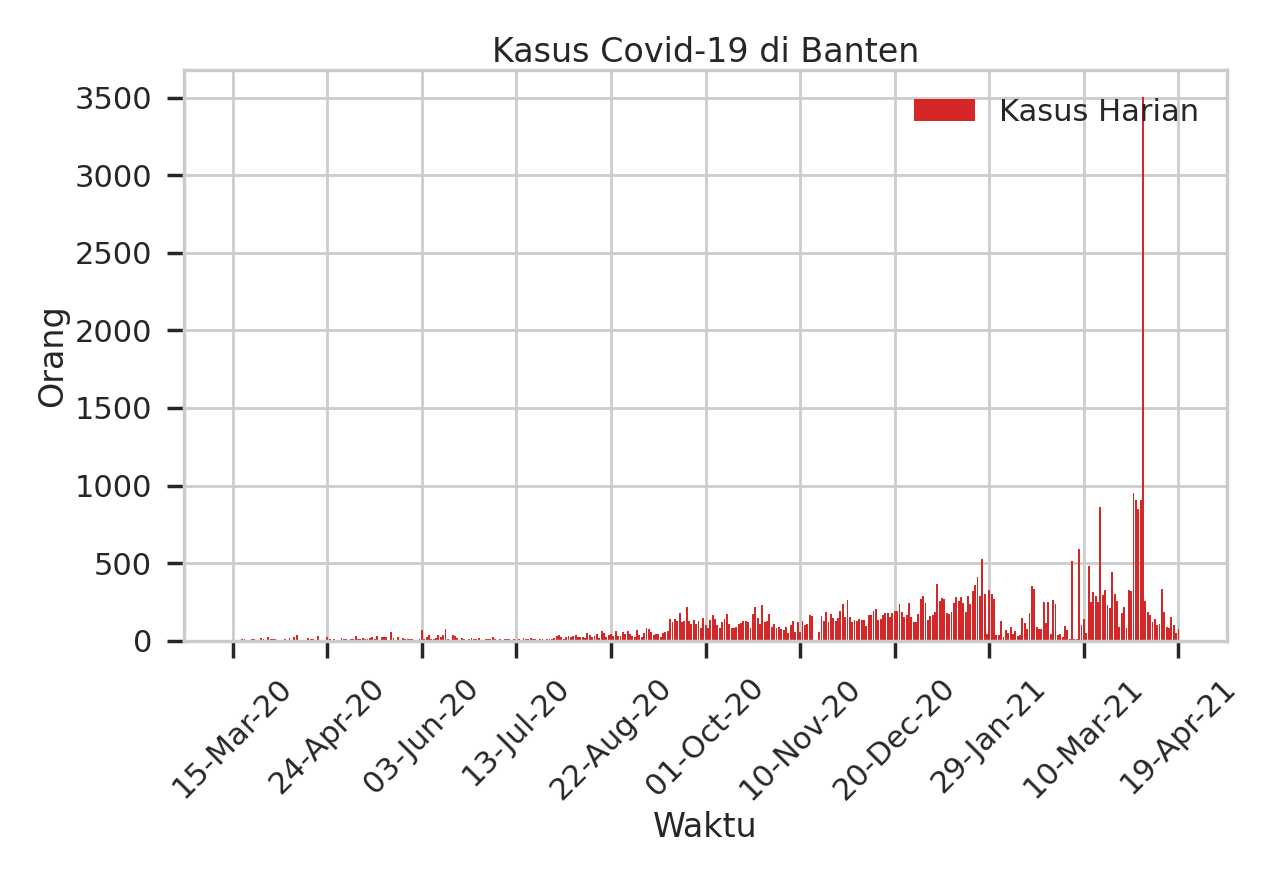 Kasus Covid-19 di Banten
Kasus Harian
Orang
3500
3000
2500
2000
1500
1000
500
0
15-Mar-20
24-Apr-20
03-Jun-20
13-Jul-20
22-Aug-20
01-Oct-20
10-Nov-20
20-Dec-20
29-Jan-21
10-Mar-21
19-Apr-21
Waktu